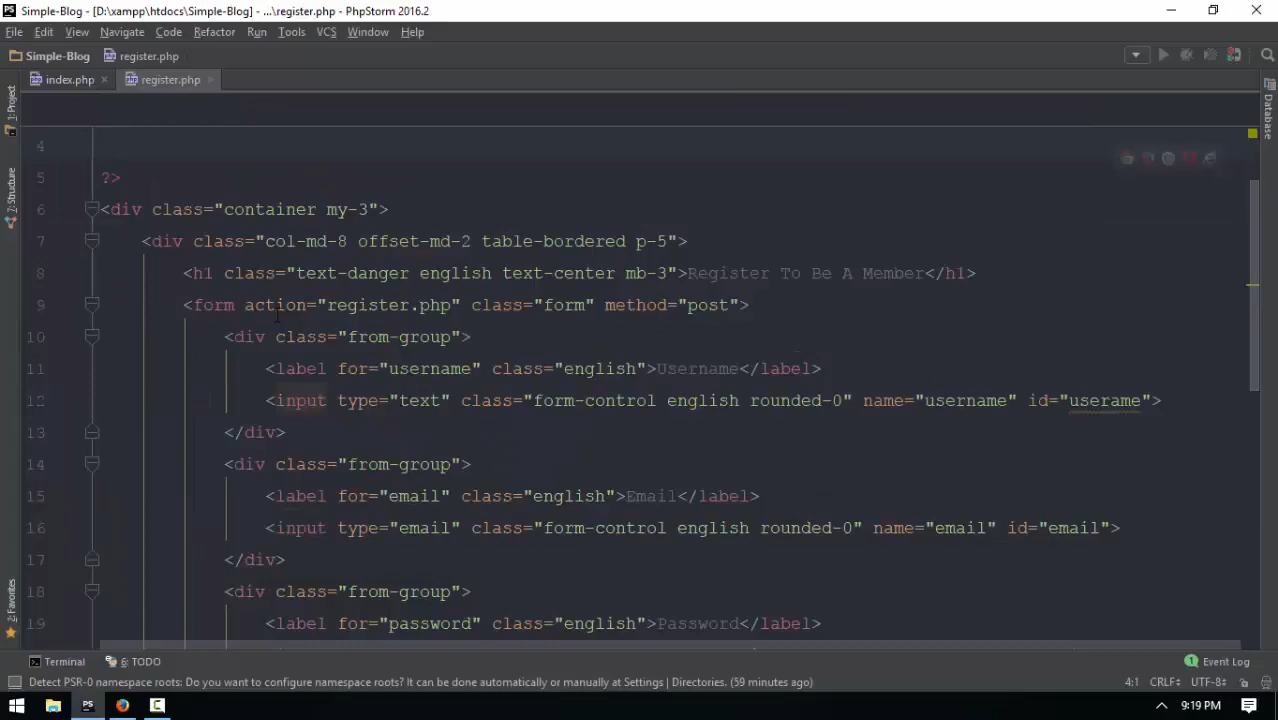 Simple-Blog - [D:\xampp\htdocs\Simple-Blog] - ...\register.php - PhpStorm 2016.2
File Edit View Navigate Code Refactor Run Tools VCS Window Help
Simple-Blog register.php
index.php register.php
1: Project
7: Structure
2: Favorites
Database
4
5 ?>
6 <div class="container my-3">
7 <div class="col-md-8 offset-md-2 table-bordered p-5">
8 <h1 class="text-danger english text-center mb-3">Register To Be A Member</h1>
9 <form action="register.php" class="form" method="post">
10 <div class="from-group">
11 <label for="username" class="english">Username</label>
12 <input type="text" class="form-control english rounded-0" name="username" id="userame">
13 </div>
14 <div class="from-group">
15 <label for="email" class="english">Email</label>
16 <input type="email" class="form-control english rounded-0" name="email" id="email">
17 </div>
18 <div class="from-group">
19 <label for="password" class="english">Password</label>
Terminal 6: TODO 1 Event Log
Detect PSR-0 namespace roots: Do you want to configure namespace roots? It can be done automatically or manually at Settings | Directories. (59 minutes ago) 4:1 CRLF÷ UTF-8÷
PS 9:19 PM